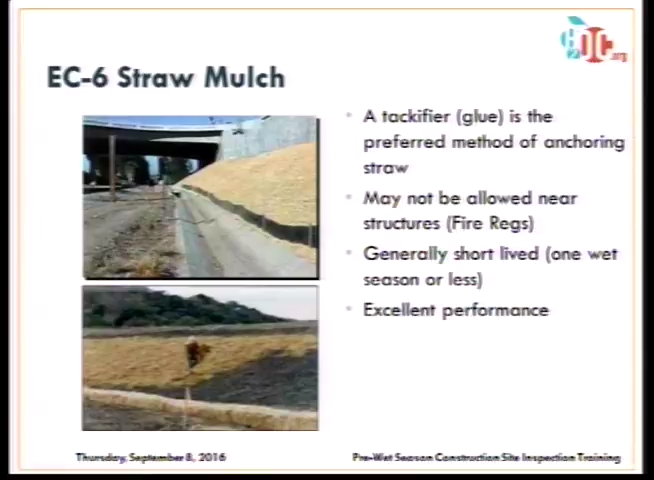 H2OC.org
EC-6 Straw Mulch
A tackifier (glue) is the
preferred method of anchoring
straw
May not be allowed near
structures (Fire Regs)
Generally short lived (one wet
season or less)
Excellent performance
Thursday, September 8, 2016
Pre-Wet Season Construction Site Inspection Training